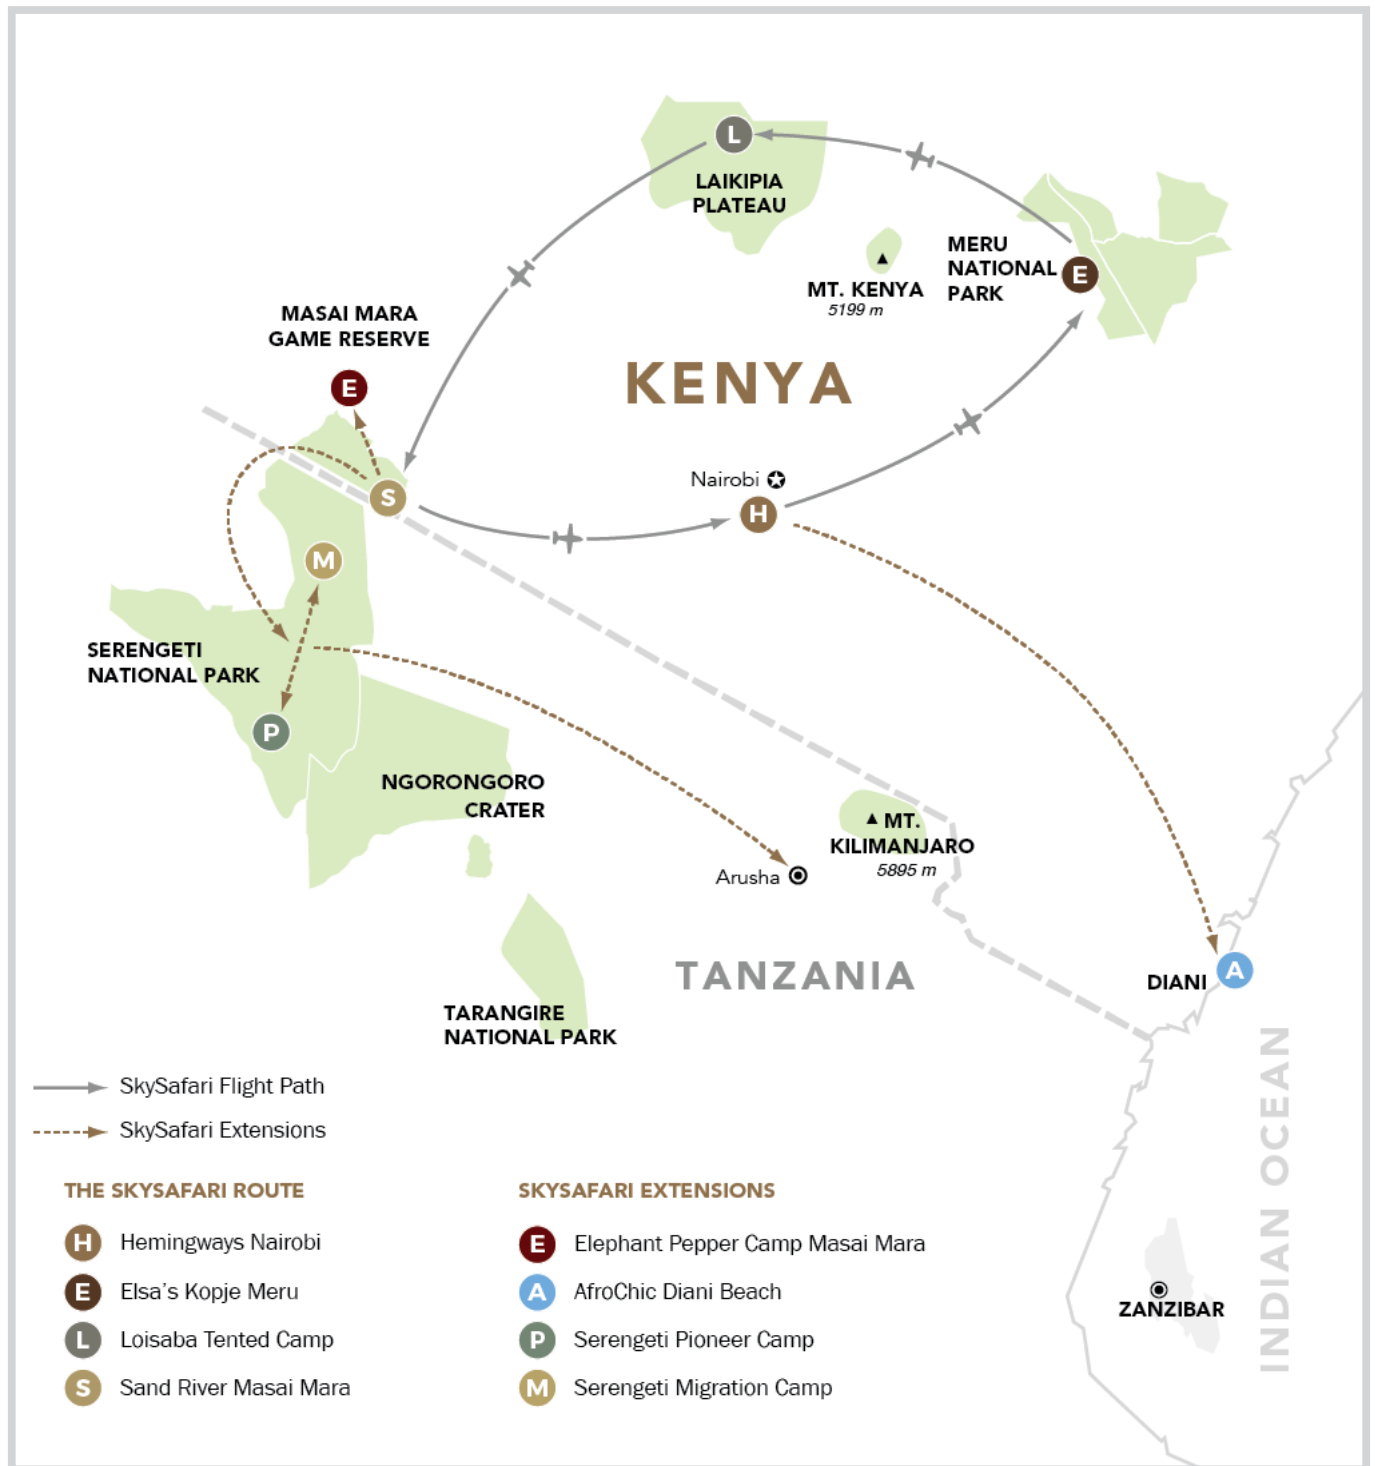 L
LAIKIPIA
PLATEAU
MERU
NATIONAL
PARK
E
MT. KENYA
5199 m
MASAI MARA
GAME RESERVE
E
KENYA
Nairobi
S
H
M
SERENGETI
NATIONAL PARK
P
NGORONGORO
CRATER
MT.
KILIMANJARO
5895 m
Arusha
TANZANIA
DIANI
A
TARANGIRE
NATIONAL PARK
INDIAN OCEAN
ZANZIBAR
SkySafari Flight Path
SkySafari Extensions
THE SKYSAFARI ROUTE
H Hemingways Nairobi
E Elsa's Kopje Meru
L Loisaba Tented Camp
S Sand River Masai Mara
SKYSAFARI EXTENSIONS
E Elephant Pepper Camp Masai Mara
A AfroChic Diani Beach
P Serengeti Pioneer Camp
M Serengeti Migration Camp